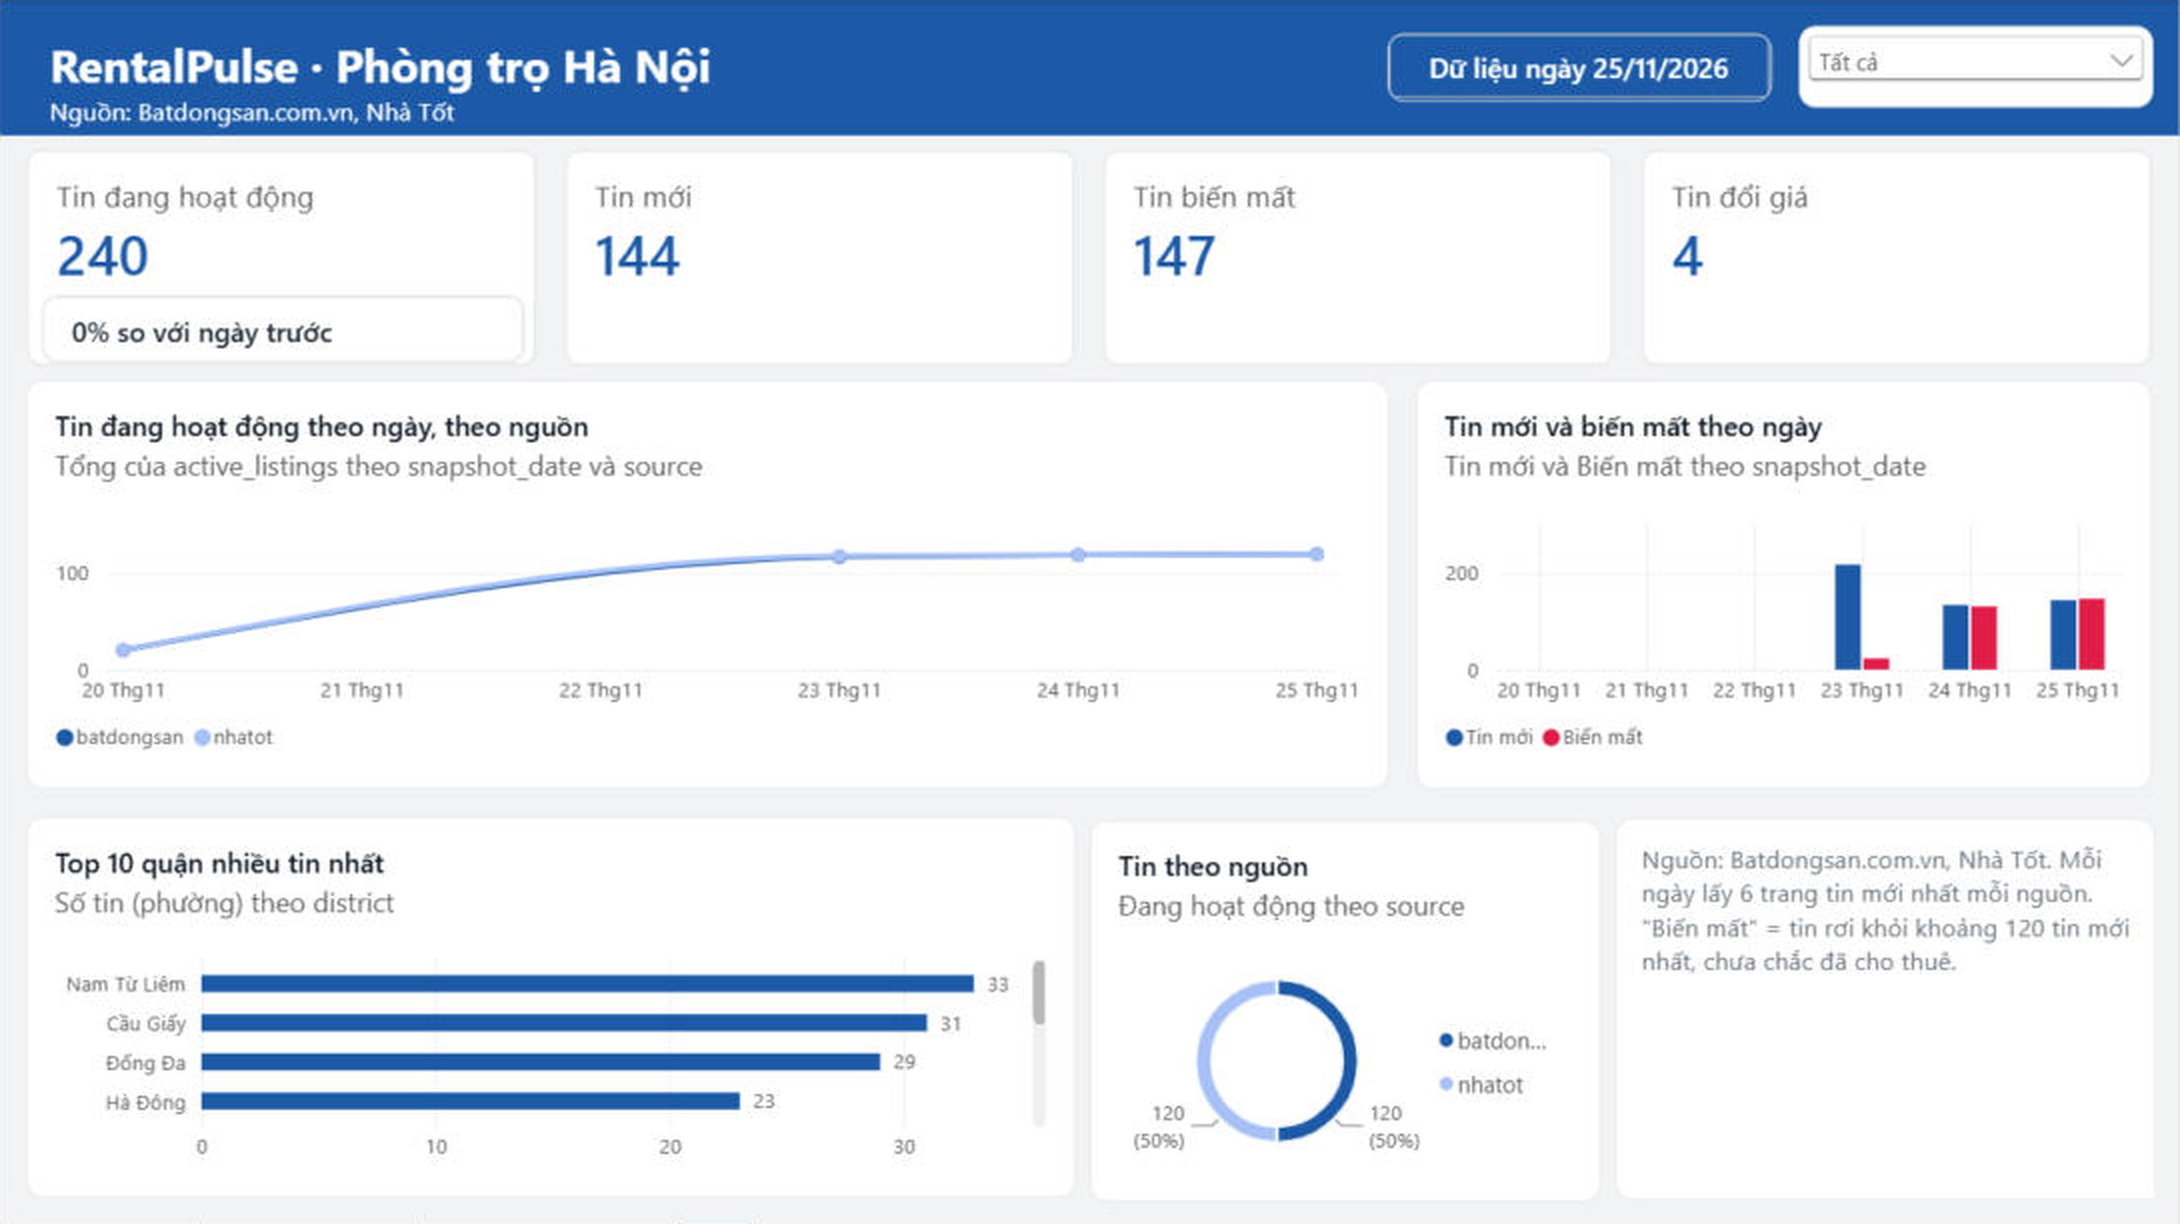 RentalPulse · Phòng trọ Hà Nội
Nguồn: Batdongsan.com.vn, Nhà Tốt
Dữ liệu ngày 25/11/2026
Tất cả
Tin đang hoạt động
240
0% so với ngày trước
Tin mới
144
Tin biến mất
147
Tin đổi giá
4
Tin đang hoạt động theo ngày, theo nguồn
Tổng của active_listings theo snapshot_date và source
100
0
20 Thg11 21 Thg11 22 Thg11 23 Thg11 24 Thg11 25 Thg11
batdongsan nhatot
Tin mới và biến mất theo ngày
Tin mới và Biến mất theo snapshot_date
200
0
20 Thg11 21 Thg11 22 Thg11 23 Thg11 24 Thg11 25 Thg11
Tin mới Biến mất
Top 10 quận nhiều tin nhất
Số tin (phường) theo district
Nam Từ Liêm 33
Cầu Giấy 31
Đống Đa 29
Hà Đông 23
0 10 20 30
Tin theo nguồn
Đang hoạt động theo source
batdon...
nhatot
120 (50%)
120 (50%)
Nguồn: Batdongsan.com.vn, Nhà Tốt. Mỗi
ngày lấy 6 trang tin mới nhất mỗi nguồn.
"Biến mất" = tin rơi khỏi khoảng 120 tin mới
nhất, chưa chắc đã cho thuê.